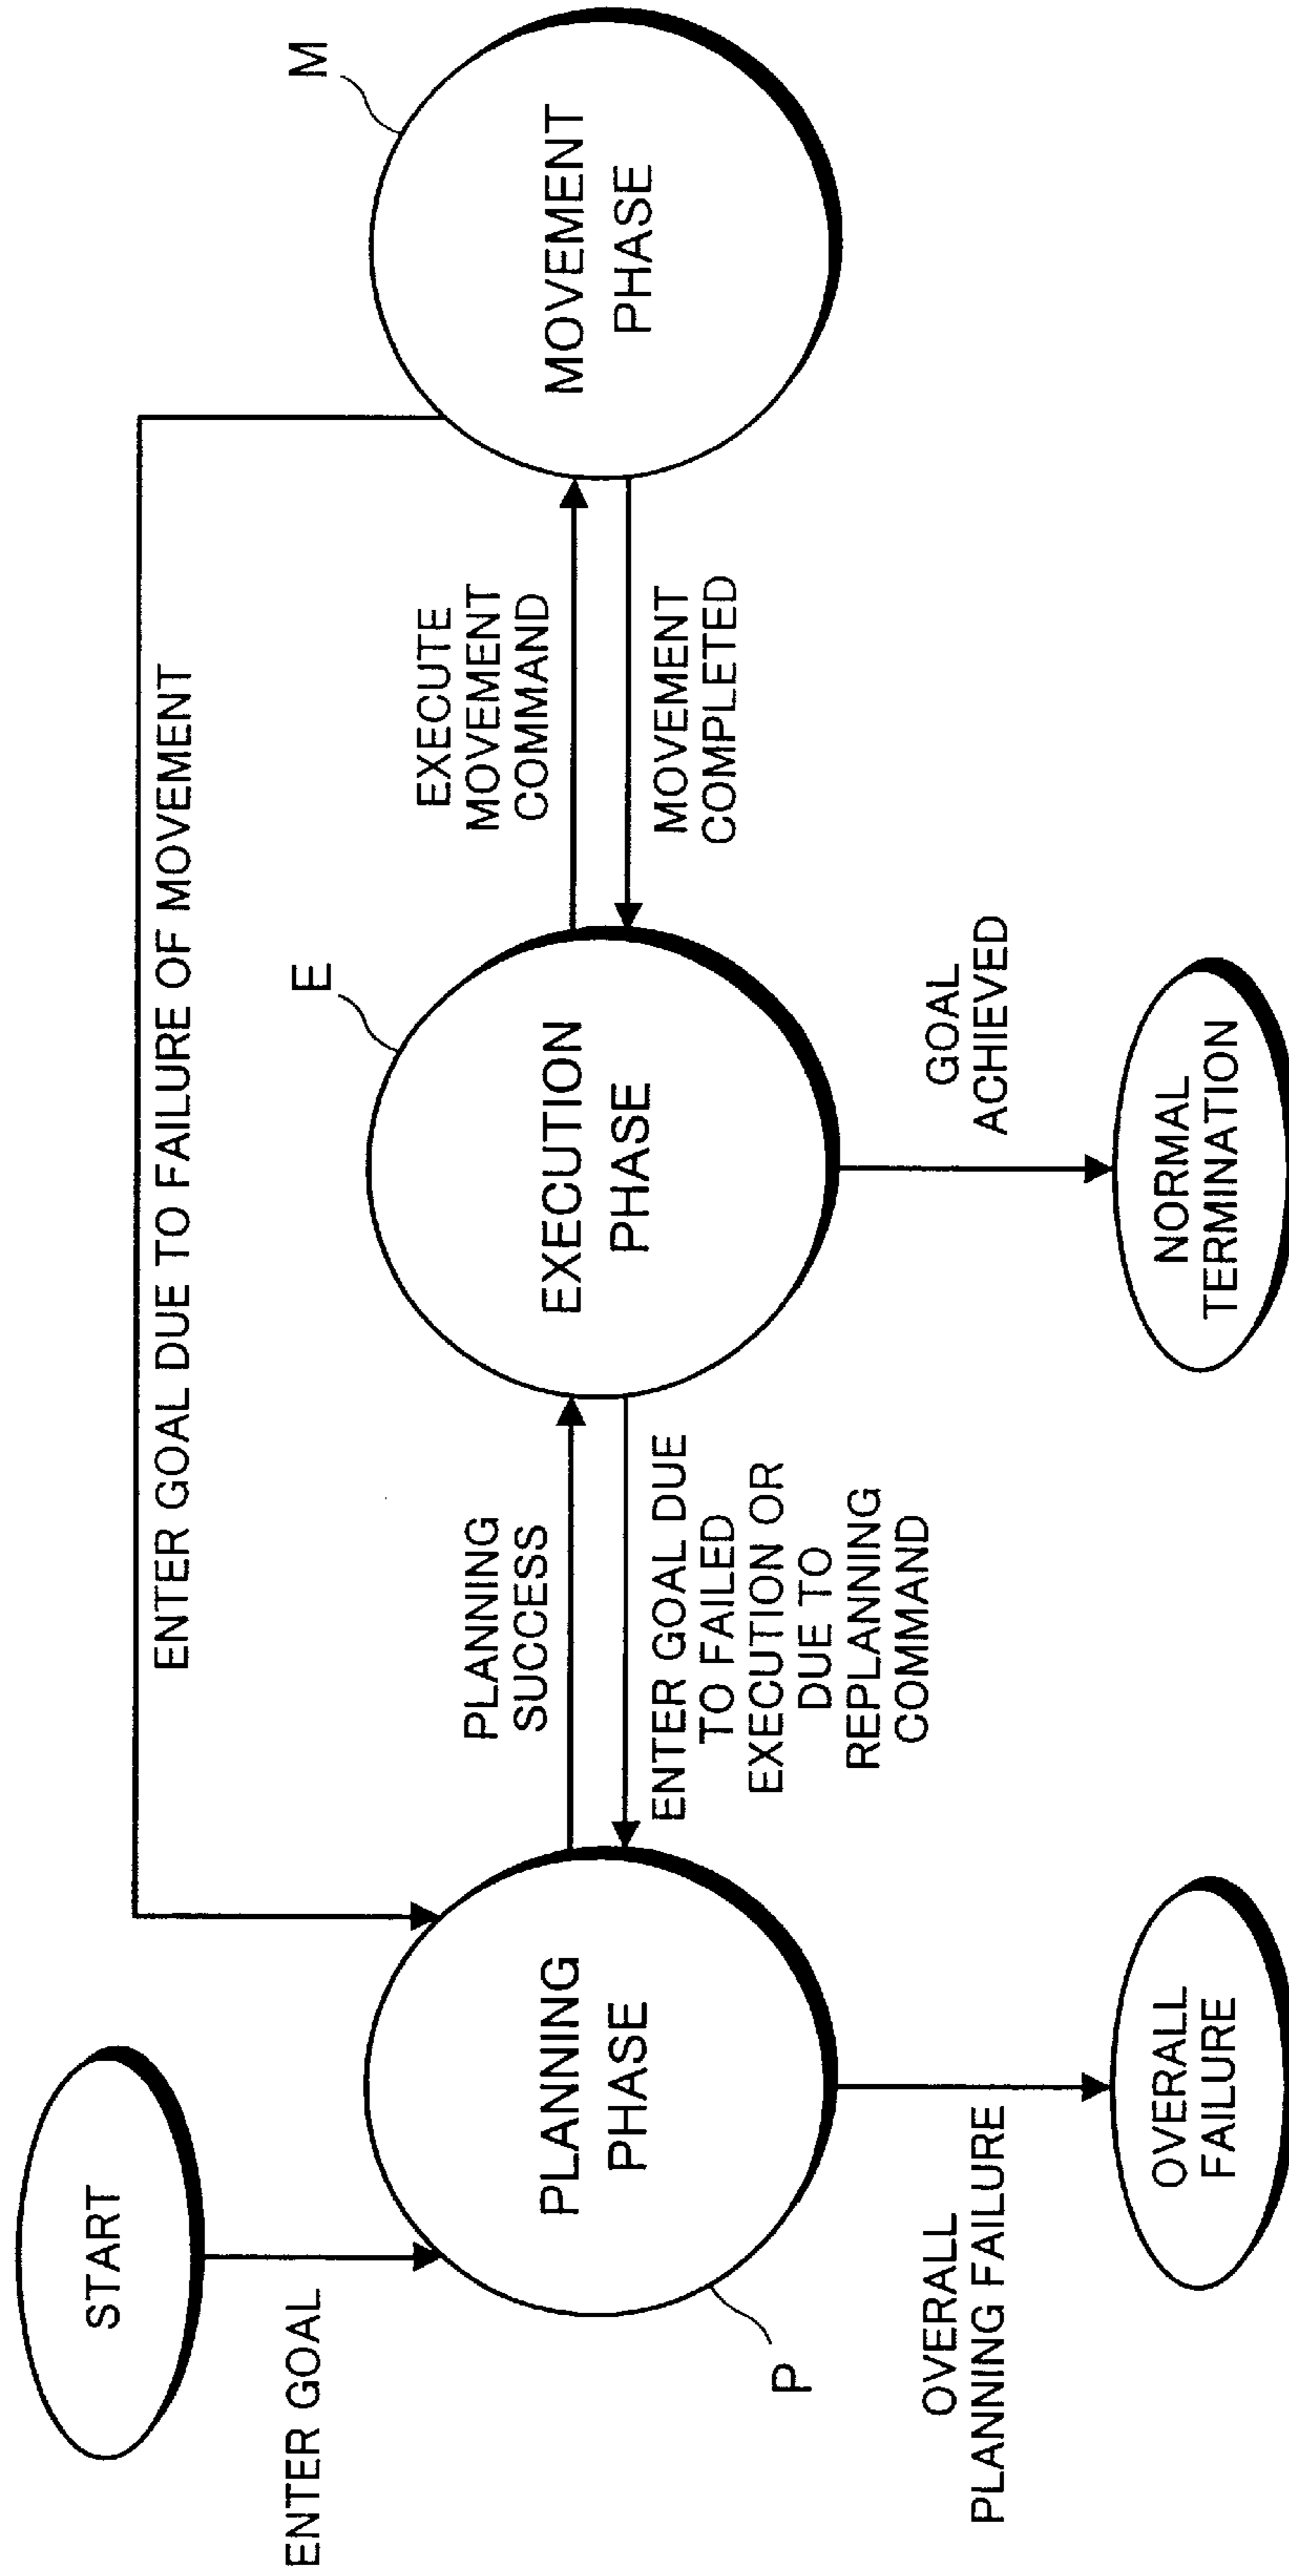 START
ENTER GOAL
ENTER GOAL DUE TO FAILURE OF MOVEMENT
P
PLANNING
PHASE
PLANNING
SUCCESS
ENTER GOAL DUE
TO FAILED
EXECUTION OR
DUE TO
REPLANNING
COMMAND
E
EXECUTION
PHASE
EXECUTE
MOVEMENT
COMMAND
MOVEMENT
COMPLETED
M
MOVEMENT
PHASE
OVERALL
PLANNING FAILURE
OVERALL
FAILURE
GOAL
ACHIEVED
NORMAL
TERMINATION